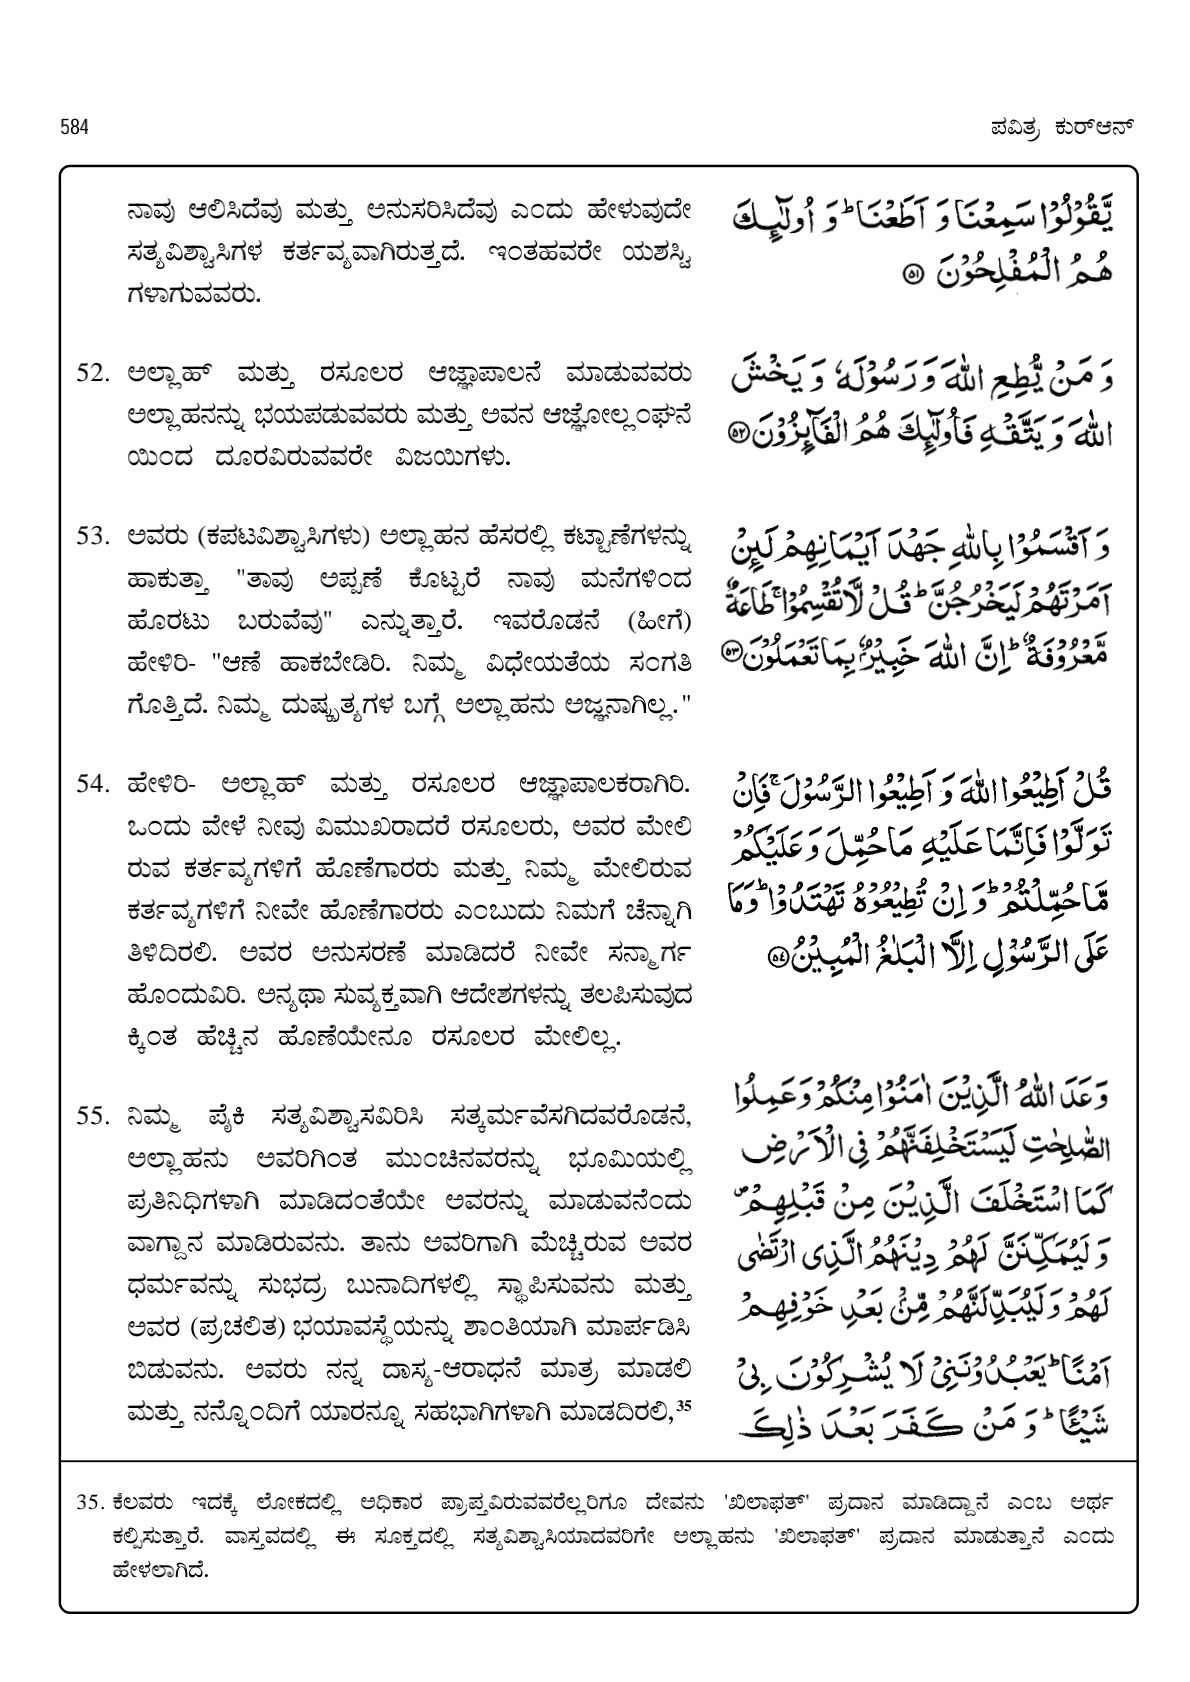 584
ಪವಿತ್ರ ಕುರ್‌ಆನ್
ನಾವು ಆಲಿಸಿದೆವು ಮತ್ತು ಅನುಸರಿಸಿದೆವು ಎಂದು ಹೇಳುವುದೇ
ಸತ್ಯವಿಶ್ವಾಸಿಗಳ ಕರ್ತವ್ಯವಾಗಿರುತ್ತದೆ. ಇಂತಹವರೇ ಯಶಸ್ವಿ
ಗಳಾಗುವವರು.
يَّقُوْلُوْا سَمِعْنَا وَ اَطَعْنَا ؕ وَ اُولٰٓئِكَ
هُمُ الْمُفْلِحُوْنَ ۝۵۱
52. ಅಲ್ಲಾಹ್ ಮತ್ತು ರಸೂಲರ ಆಜ್ಞಾಪಾಲನೆ ಮಾಡುವವರು
ಅಲ್ಲಾಹನನ್ನು ಭಯಪಡುವವರು ಮತ್ತು ಅವನ ಆಜ್ಞೋಲ್ಲಂಘನೆ
ಯಿಂದ ದೂರವಿರುವವರೇ ವಿಜಯಿಗಳು.
وَ مَنْ يُّطِعِ اللّٰهَ وَ رَسُوْلَهٗ وَ يَخْشَ
اللّٰهَ وَ يَتَّقْهِ فَاُولٰٓئِكَ هُمُ الْفَآئِزُوْنَ ۝۵۲
53. ಅವರು (ಕಪಟವಿಶ್ವಾಸಿಗಳು) ಅಲ್ಲಾಹನ ಹೆಸರಲ್ಲಿ ಕಟ್ಟಾಣೆಗಳನ್ನು
ಹಾಕುತ್ತಾ "ತಾವು ಅಪ್ಪಣೆ ಕೊಟ್ಟರೆ ನಾವು ಮನೆಗಳಿಂದ
ಹೊರಟು ಬರುವೆವು" ಎನ್ನುತ್ತಾರೆ. ಇವರೊಡನೆ (ಹೀಗೆ)
ಹೇಳಿರಿ- "ಆಣೆ ಹಾಕಬೇಡಿರಿ. ನಿಮ್ಮ ವಿಧೇಯತೆಯ ಸಂಗತಿ
ಗೊತ್ತಿದೆ. ನಿಮ್ಮ ದುಷ್ಕೃತ್ಯಗಳ ಬಗ್ಗೆ ಅಲ್ಲಾಹನು ಅಜ್ಞನಾಗಿಲ್ಲ."
وَ اَقْسَمُوْا بِاللّٰهِ جَهْدَ اَيْمَانِهِمْ لَئِنْ
اَمَرْتَهُمْ لَيَخْرُجُنَّ ؕ قُلْ لَّا تُقْسِمُوْا ۚ طَاعَةٌ
مَّعْرُوْفَةٌ ؕ اِنَّ اللّٰهَ خَبِيْرٌۢ بِمَا تَعْمَلُوْنَ ۝۵۳
54. ಹೇಳಿರಿ- ಅಲ್ಲಾಹ್ ಮತ್ತು ರಸೂಲರ ಆಜ್ಞಾಪಾಲಕರಾಗಿರಿ.
ಒಂದು ವೇಳೆ ನೀವು ವಿಮುಖರಾದರೆ ರಸೂಲರು, ಅವರ ಮೇಲಿ
ರುವ ಕರ್ತವ್ಯಗಳಿಗೆ ಹೊಣೆಗಾರರು ಮತ್ತು ನಿಮ್ಮ ಮೇಲಿರುವ
ಕರ್ತವ್ಯಗಳಿಗೆ ನೀವೇ ಹೊಣೆಗಾರರು ಎಂಬುದು ನಿಮಗೆ ಚೆನ್ನಾಗಿ
ತಿಳಿದಿರಲಿ. ಅವರ ಅನುಸರಣೆ ಮಾಡಿದರೆ ನೀವೇ ಸನ್ಮಾರ್ಗ
ಹೊಂದುವಿರಿ. ಅನ್ಯಥಾ ಸುವ್ಯಕ್ತವಾಗಿ ಆದೇಶಗಳನ್ನು ತಲಪಿಸುವುದ
ಕ್ಕಿಂತ ಹೆಚ್ಚಿನ ಹೊಣೆಯೇನೂ ರಸೂಲರ ಮೇಲಿಲ್ಲ.
قُلْ اَطِيْعُوا اللّٰهَ وَ اَطِيْعُوا الرَّسُوْلَ ۚ فَاِنْ
تَوَلَّوْا فَاِنَّمَا عَلَيْهِ مَا حُمِّلَ وَ عَلَيْكُمْ
مَّا حُمِّلْتُمْ ؕ وَ اِنْ تُطِيْعُوْهُ تَهْتَدُوْا ؕ وَ مَا
عَلَى الرَّسُوْلِ اِلَّا الْبَلٰغُ الْمُبِيْنُ ۝۵۴
55. ನಿಮ್ಮ ಪೈಕಿ ಸತ್ಯವಿಶ್ವಾಸವಿರಿಸಿ ಸತ್ಕರ್ಮವೆಸಗಿದವರೊಡನೆ,
ಅಲ್ಲಾಹನು ಅವರಿಗಿಂತ ಮುಂಚಿನವರನ್ನು ಭೂಮಿಯಲ್ಲಿ
ಪ್ರತಿನಿಧಿಗಳಾಗಿ ಮಾಡಿದಂತೆಯೇ ಅವರನ್ನು ಮಾಡುವನೆಂದು
ವಾಗ್ದಾನ ಮಾಡಿರುವನು. ತಾನು ಅವರಿಗಾಗಿ ಮೆಚ್ಚಿರುವ ಅವರ
ಧರ್ಮವನ್ನು ಸುಭದ್ರ ಬುನಾದಿಗಳಲ್ಲಿ ಸ್ಥಾಪಿಸುವನು ಮತ್ತು
ಅವರ (ಪ್ರಚಲಿತ) ಭಯಾವಸ್ಥೆಯನ್ನು ಶಾಂತಿಯಾಗಿ ಮಾರ್ಪಡಿಸಿ
ಬಿಡುವನು. ಅವರು ನನ್ನ ದಾಸ್ಯ-ಆರಾಧನೆ ಮಾತ್ರ ಮಾಡಲಿ
ಮತ್ತು ನನ್ನೊಂದಿಗೆ ಯಾರನ್ನೂ ಸಹಭಾಗಿಗಳಾಗಿ ಮಾಡದಿರಲಿ,35
وَعَدَ اللّٰهُ الَّذِيْنَ اٰمَنُوْا مِنْكُمْ وَ عَمِلُوا
الصّٰلِحٰتِ لَيَسْتَخْلِفَنَّهُمْ فِى الْاَرْضِ
كَمَا اسْتَخْلَفَ الَّذِيْنَ مِنْ قَبْلِهِمْ ۪
وَ لَيُمَكِّنَنَّ لَهُمْ دِيْنَهُمُ الَّذِى ارْتَضٰى
لَهُمْ وَ لَيُبَدِّلَنَّهُمْ مِّنْۢ بَعْدِ خَوْفِهِمْ
اَمْنًا ؕ يَعْبُدُوْنَنِيْ لَا يُشْرِكُوْنَ بِيْ
شَيْـًٔا ؕ وَ مَنْ كَفَرَ بَعْدَ ذٰلِكَ
35. ಕೆಲವರು ಇದಕ್ಕೆ ಲೋಕದಲ್ಲಿ ಅಧಿಕಾರ ಪ್ರಾಪ್ತವಿರುವವರೆಲ್ಲರಿಗೂ ದೇವನು 'ಖಿಲಾಫತ್' ಪ್ರದಾನ ಮಾಡಿದ್ದಾನೆ ಎಂಬ ಅರ್ಥ
ಕಲ್ಪಿಸುತ್ತಾರೆ. ವಾಸ್ತವದಲ್ಲಿ ಈ ಸೂಕ್ತದಲ್ಲಿ ಸತ್ಯವಿಶ್ವಾಸಿಯಾದವರಿಗೇ ಅಲ್ಲಾಹನು 'ಖಿಲಾಫತ್' ಪ್ರದಾನ ಮಾಡುತ್ತಾನೆ ಎಂದು
ಹೇಳಲಾಗಿದೆ.